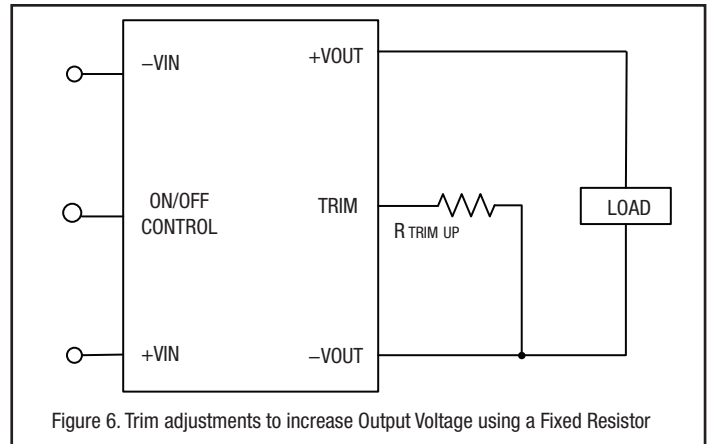 –VIN
+VOUT
ON/OFF
CONTROL
TRIM
R TRIM UP
LOAD
+VIN
–VOUT
Figure 6. Trim adjustments to increase Output Voltage using a Fixed Resistor